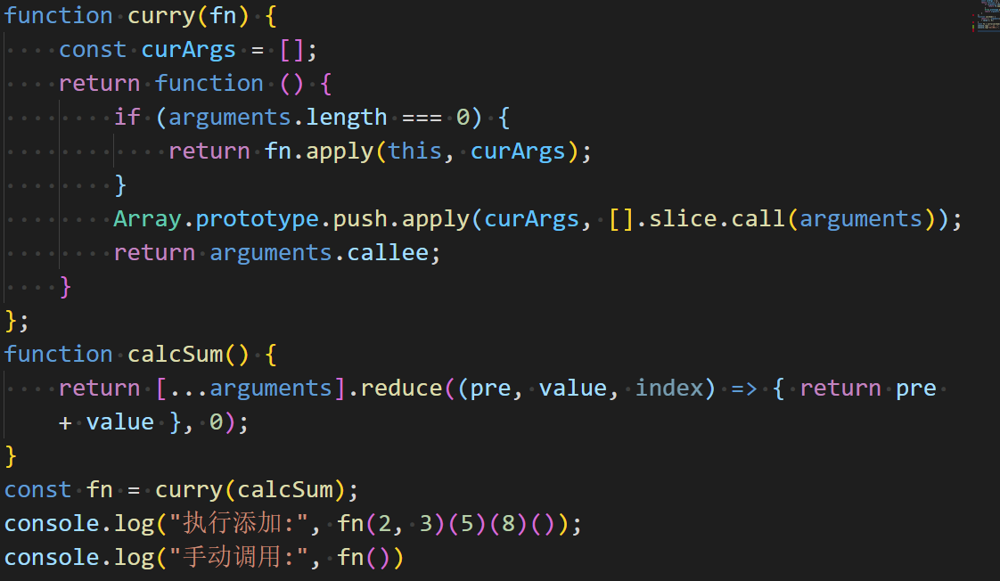 function curry(fn) {
    const curArgs = [];
    return function () {
        if (arguments.length === 0) {
            return fn.apply(this, curArgs);
        }
        Array.prototype.push.apply(curArgs, [].slice.call(arguments));
        return arguments.callee;
    }
};
function calcSum() {
    return [...arguments].reduce((pre, value, index) => { return pre
    + value }, 0);
}
const fn = curry(calcSum);
console.log("执行添加:", fn(2, 3)(5)(8)());
console.log("手动调用:", fn())